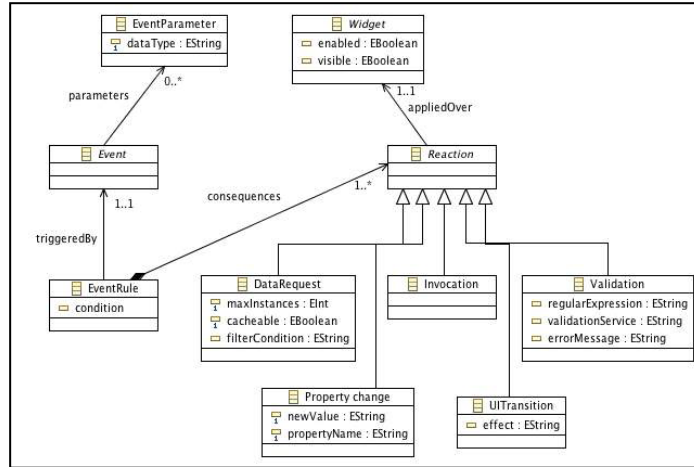 EventParameter
dataType : EString
Widget
enabled : EBoolean
visible : EBoolean
0..*
parameters
1..1
appliedOver
Event
Reaction
consequences
1..*
1..1
triggeredBy
EventRule
condition
DataRequest
maxInstances : EInt
cacheable : EBoolean
filterCondition : EString
Invocation
Validation
regularExpression : EString
validationService : EString
errorMessage : EString
Property change
newValue : EString
propertyName : EString
UITransition
effect : EString